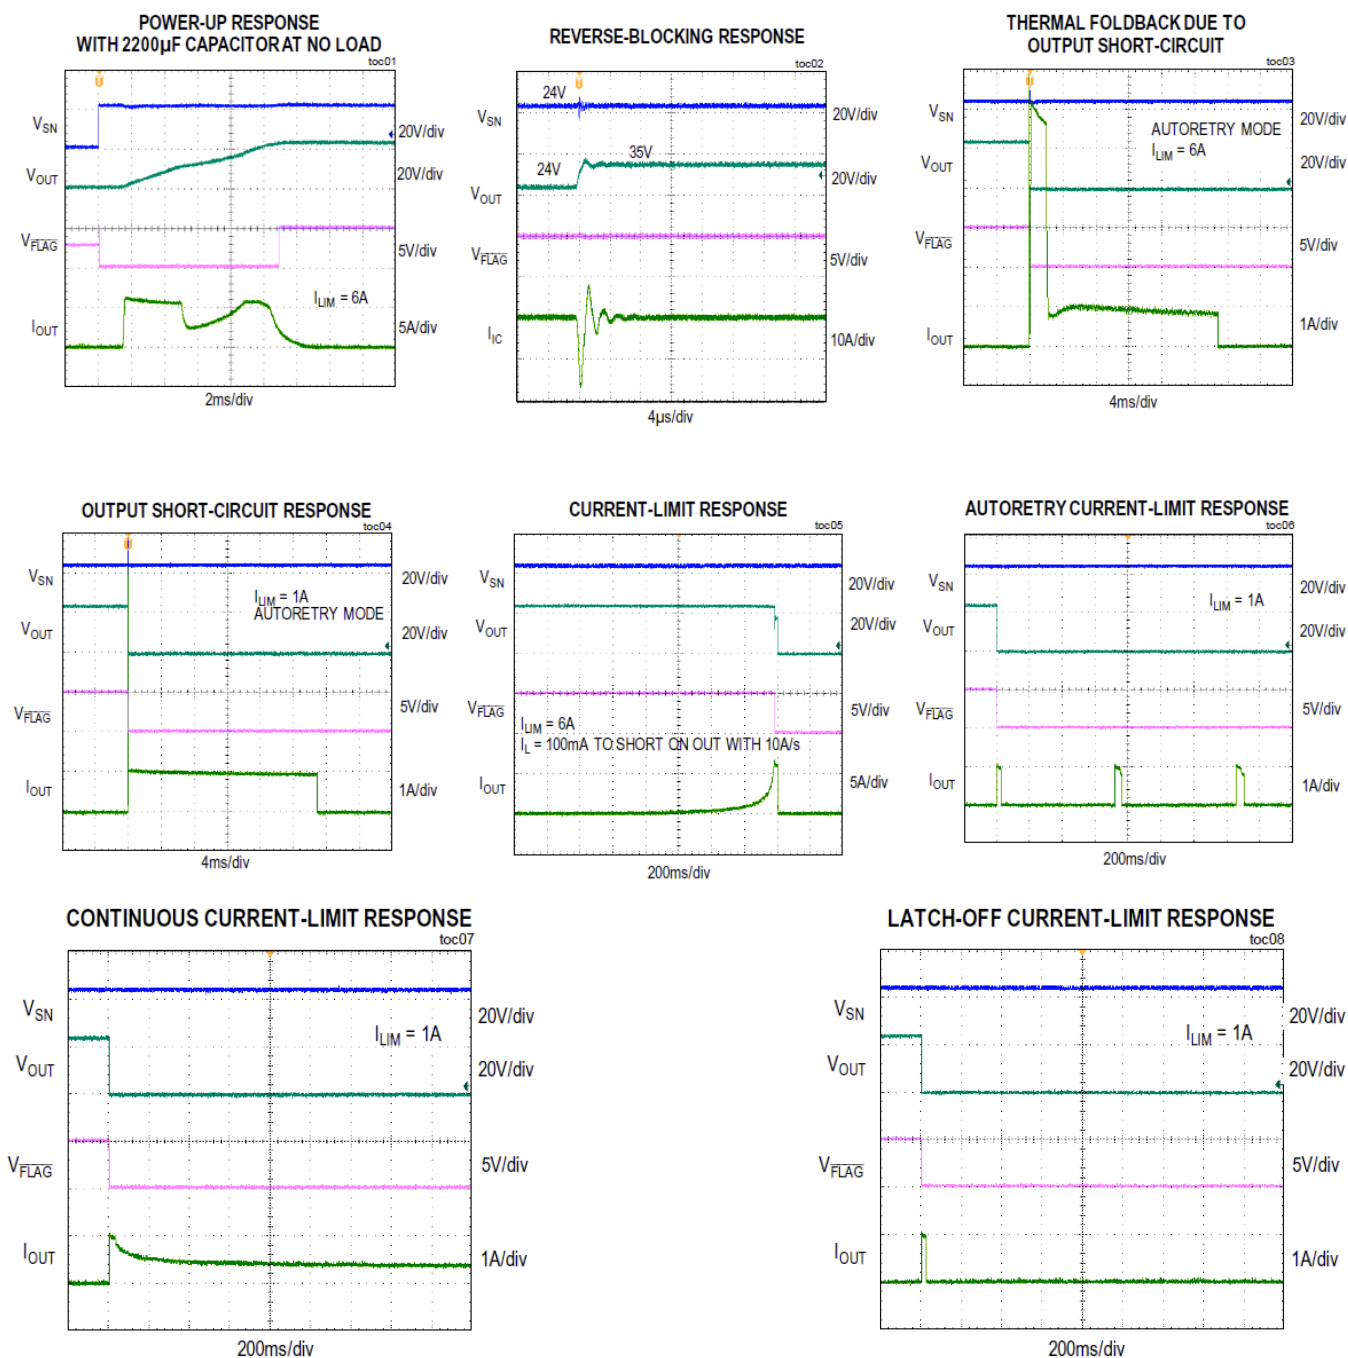 POWER-UP RESPONSE
WITH 2200µF CAPACITOR AT NO LOAD
toc01
VSN
20V/div
VOUT
20V/div
VFLAG
5V/div
ILIM = 6A
IOUT
5A/div
2ms/div
REVERSE-BLOCKING RESPONSE
toc02
24V
VSN
20V/div
24V
35V
VOUT
20V/div
VFLAG
5V/div
IIC
10A/div
4µs/div
THERMAL FOLDBACK DUE TO
OUTPUT SHORT-CIRCUIT
toc03
VSN
20V/div
AUTORETRY MODE
ILIM = 6A
VOUT
20V/div
VFLAG
5V/div
IOUT
1A/div
4ms/div
OUTPUT SHORT-CIRCUIT RESPONSE
toc04
VSN
20V/div
ILIM = 1A
AUTORETRY MODE
VOUT
20V/div
VFLAG
5V/div
IOUT
1A/div
4ms/div
CURRENT-LIMIT RESPONSE
toc05
VSN
20V/div
VOUT
20V/div
VFLAG
5V/div
ILIM = 6A
IL = 100mA TO SHORT ON OUT WITH 10A/s
IOUT
5A/div
200ms/div
AUTORETRY CURRENT-LIMIT RESPONSE
toc06
VSN
20V/div
ILIM = 1A
VOUT
20V/div
VFLAG
5V/div
IOUT
1A/div
200ms/div
CONTINUOUS CURRENT-LIMIT RESPONSE
toc07
VSN
20V/div
ILIM = 1A
VOUT
20V/div
VFLAG
5V/div
IOUT
1A/div
200ms/div
LATCH-OFF CURRENT-LIMIT RESPONSE
toc08
VSN
20V/div
ILIM = 1A
VOUT
20V/div
VFLAG
5V/div
IOUT
1A/div
200ms/div